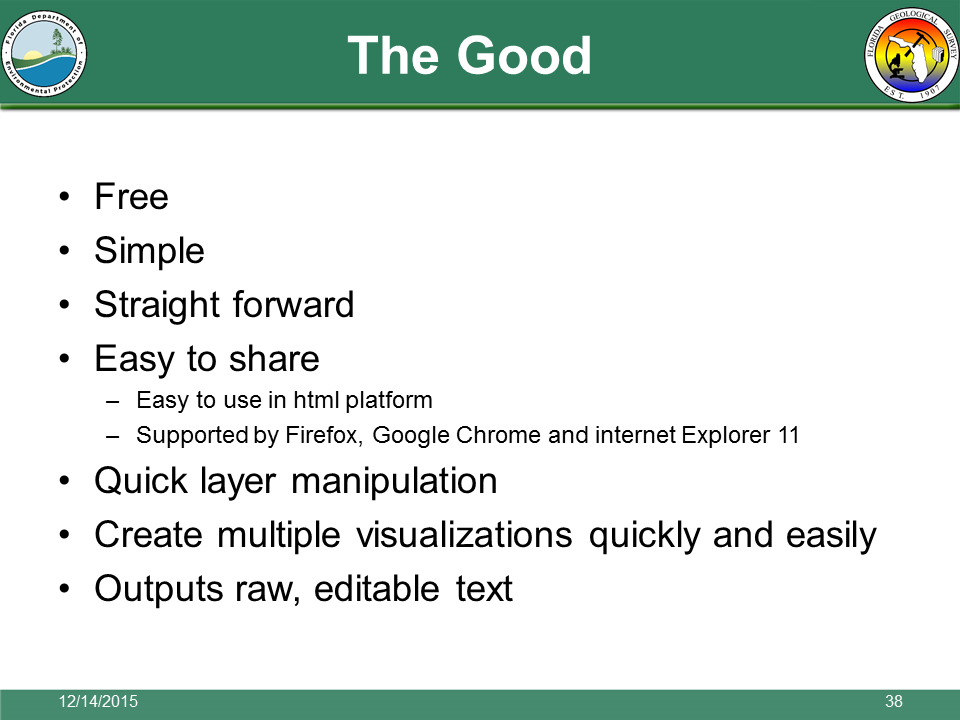 Florida Department of Environmental Protection
The Good
FLORIDA GEOLOGICAL SURVEY
EST. 1907
• Free
• Simple
• Straight forward
• Easy to share
– Easy to use in html platform
– Supported by Firefox, Google Chrome and internet Explorer 11
• Quick layer manipulation
• Create multiple visualizations quickly and easily
• Outputs raw, editable text
12/14/2015
38